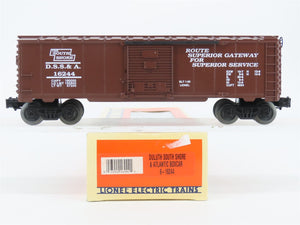 SOUTH
SHORE
D.S.S.& A.
16244
ROUTE
SUPERIOR GATEWAY
FOR
SUPERIOR SERVICE
LIONEL
DULUTH SOUTH SHORE
& ATLANTIC BOXCAR
6-16244
LIONEL ELECTRIC TRAINS